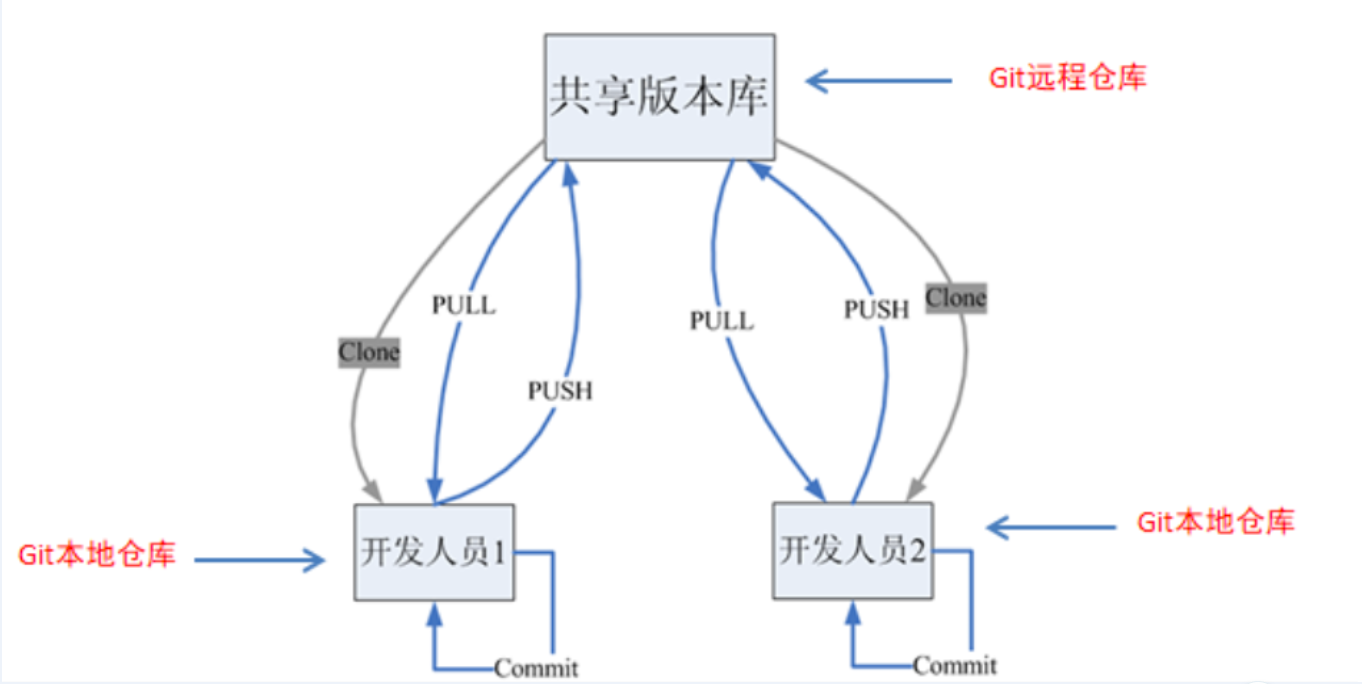 共享版本库
Git远程仓库
Clone
PULL
PUSH
PULL
PUSH
Clone
Git本地仓库
开发人员1
Commit
开发人员2
Commit
Git本地仓库